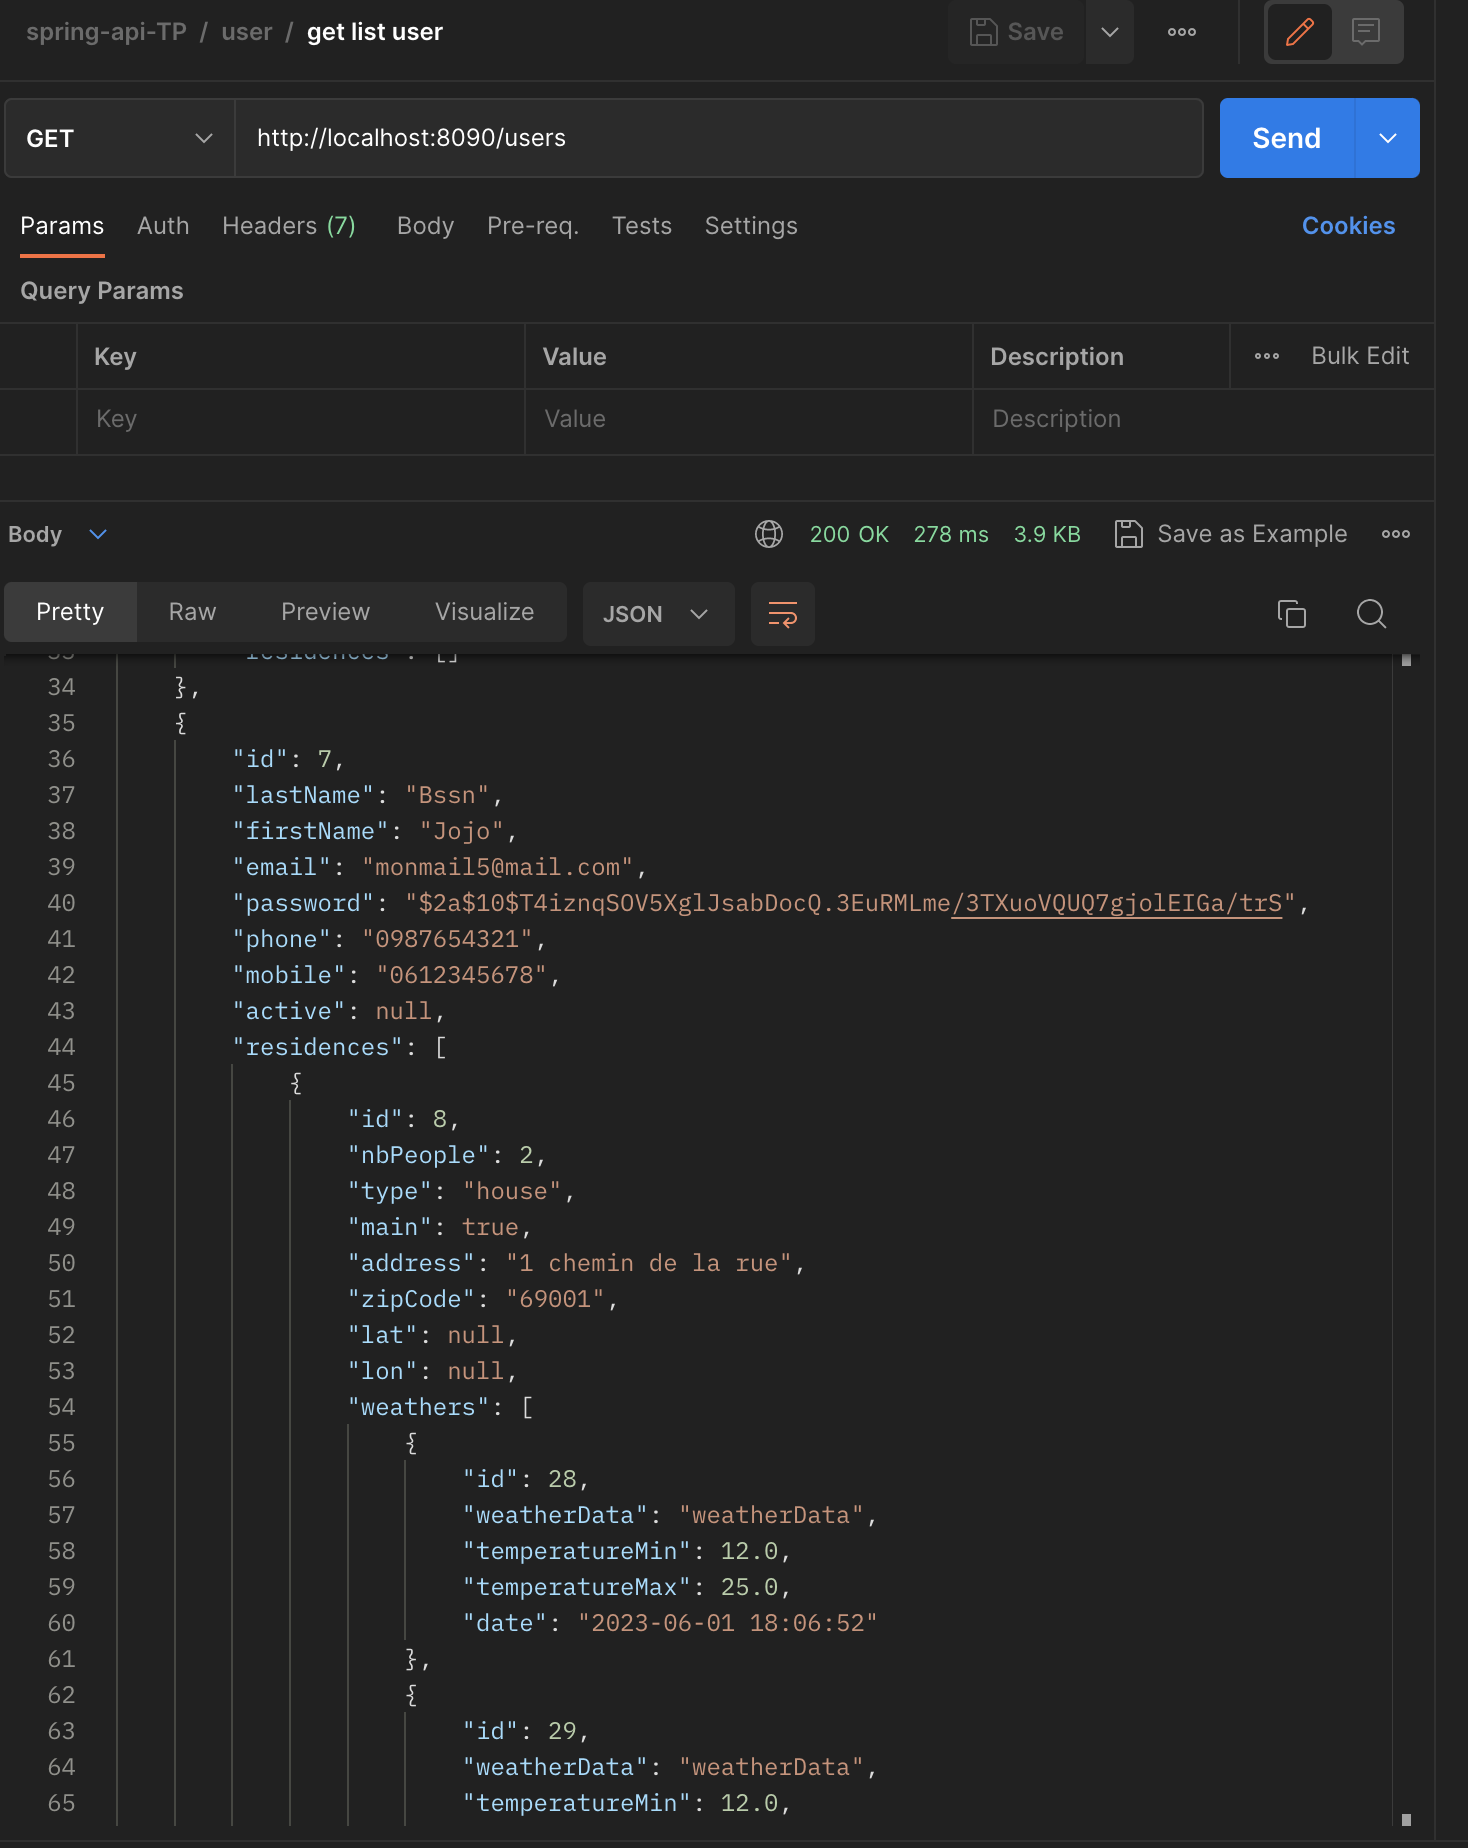 spring-api-TP / user / get list user
Save
GET
http://localhost:8090/users
Send
Params Auth Headers (7) Body Pre-req. Tests Settings Cookies
Query Params
Key Value Description Bulk Edit
Key Value Description
Body 200 OK 278 ms 3.9 KB Save as Example
Pretty Raw Preview Visualize JSON
33 "residences": []
34 },
35 {
36 "id": 7,
37 "lastName": "Bssn",
38 "firstName": "Jojo",
39 "email": "monmail5@mail.com",
40 "password": "$2a$10$T4iznqSOV5XglJsabDocQ.3EuRMLme/3TXuoVQUQ7gjolEIGa/trS",
41 "phone": "0987654321",
42 "mobile": "0612345678",
43 "active": null,
44 "residences": [
45 {
46 "id": 8,
47 "nbPeople": 2,
48 "type": "house",
49 "main": true,
50 "address": "1 chemin de la rue",
51 "zipCode": "69001",
52 "lat": null,
53 "lon": null,
54 "weathers": [
55 {
56 "id": 28,
57 "weatherData": "weatherData",
58 "temperatureMin": 12.0,
59 "temperatureMax": 25.0,
60 "date": "2023-06-01 18:06:52"
61 },
62 {
63 "id": 29,
64 "weatherData": "weatherData",
65 "temperatureMin": 12.0,